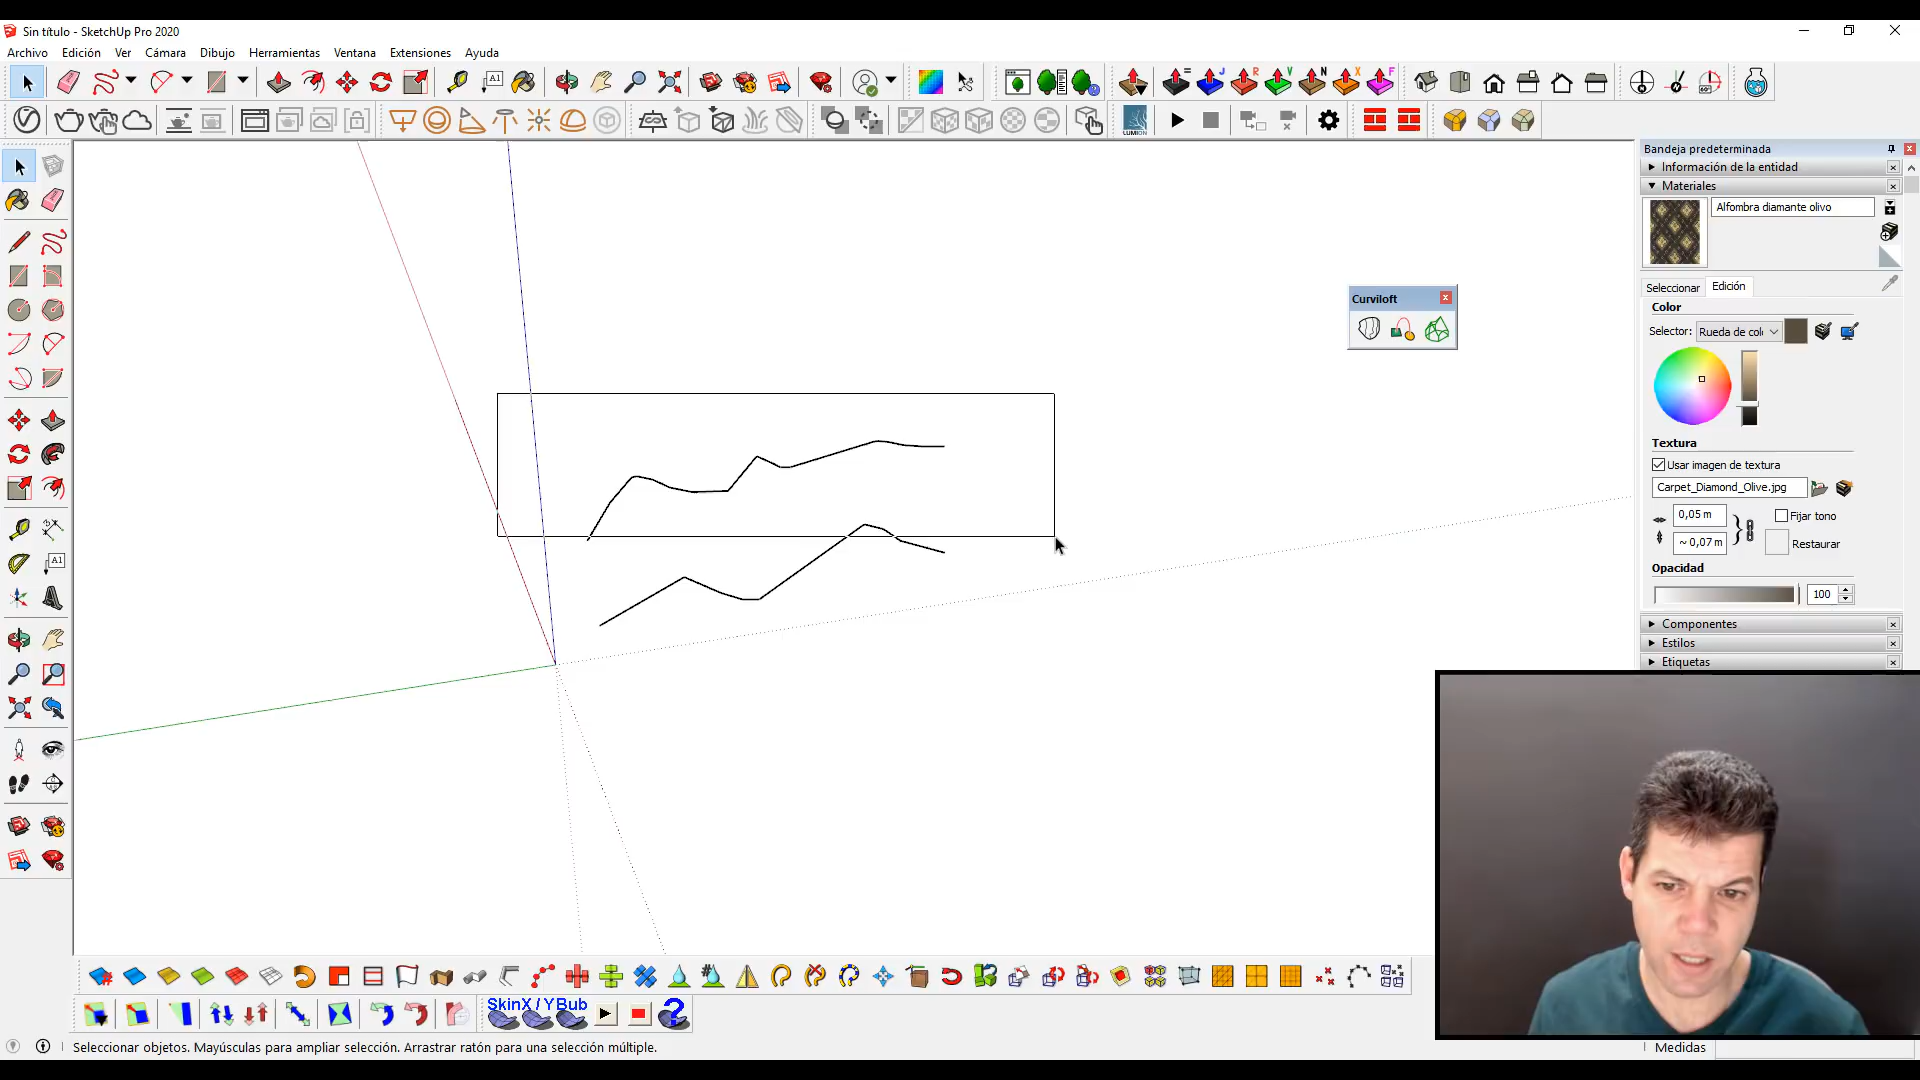 Sin título - SketchUp Pro 2020
Archivo Edición Ver Cámara Dibujo Herramientas Ventana Extensiones Ayuda
A1
LUMION
Bandeja predeterminada
Información de la entidad
Materiales
Alfombra diamante olivo
Seleccionar Edición
Color
Selector: Rueda de col
Textura
Usar imagen de textura
Carpet_Diamond_Olive.jpg
0,05 m Fijar tono
~ 0,07 m Restaurar
Opacidad
100
Componentes
Estilos
Etiquetas
Curviloft
A1
SkinX / YBub
Seleccionar objetos. Mayúsculas para ampliar selección. Arrastrar ratón para una selección múltiple.
Medidas